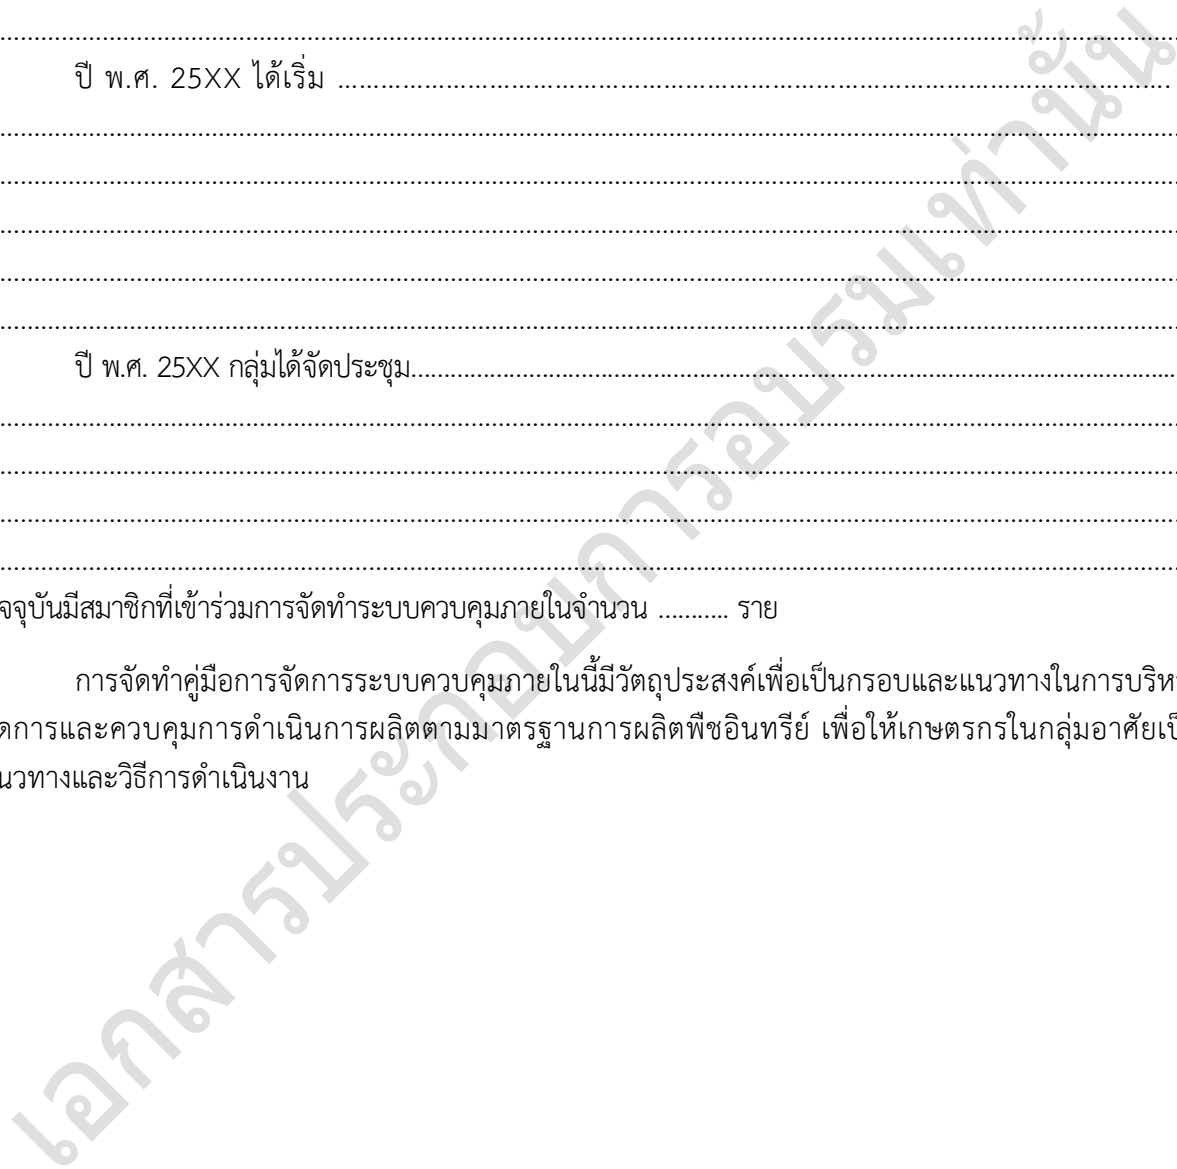 ................................................................................
ปี พ.ศ. 25XX ได้เริ่ม ................................................................................
................................................................................
................................................................................
................................................................................
................................................................................
................................................................................
ปี พ.ศ. 25XX กลุ่มได้จัดประชุม................................................................................
................................................................................
................................................................................
................................................................................
................................................................................
จจุบันมีสมาชิกที่เข้าร่วมการจัดทำระบบควบคุมภายในจำนวน ........... ราย
การจัดทำคู่มือการจัดการระบบควบคุมภายในนี้มีวัตถุประสงค์เพื่อเป็นกรอบและแนวทางในการบริห
ดการและควบคุมการดำเนินการผลิตตามมาตรฐานการผลิตพืชอินทรีย์ เพื่อให้เกษตรกรในกลุ่มอาศัยเป็
นวทางและวิธีการดำเนินงาน
เอกสารประกอบการอบรมเท่านั้น